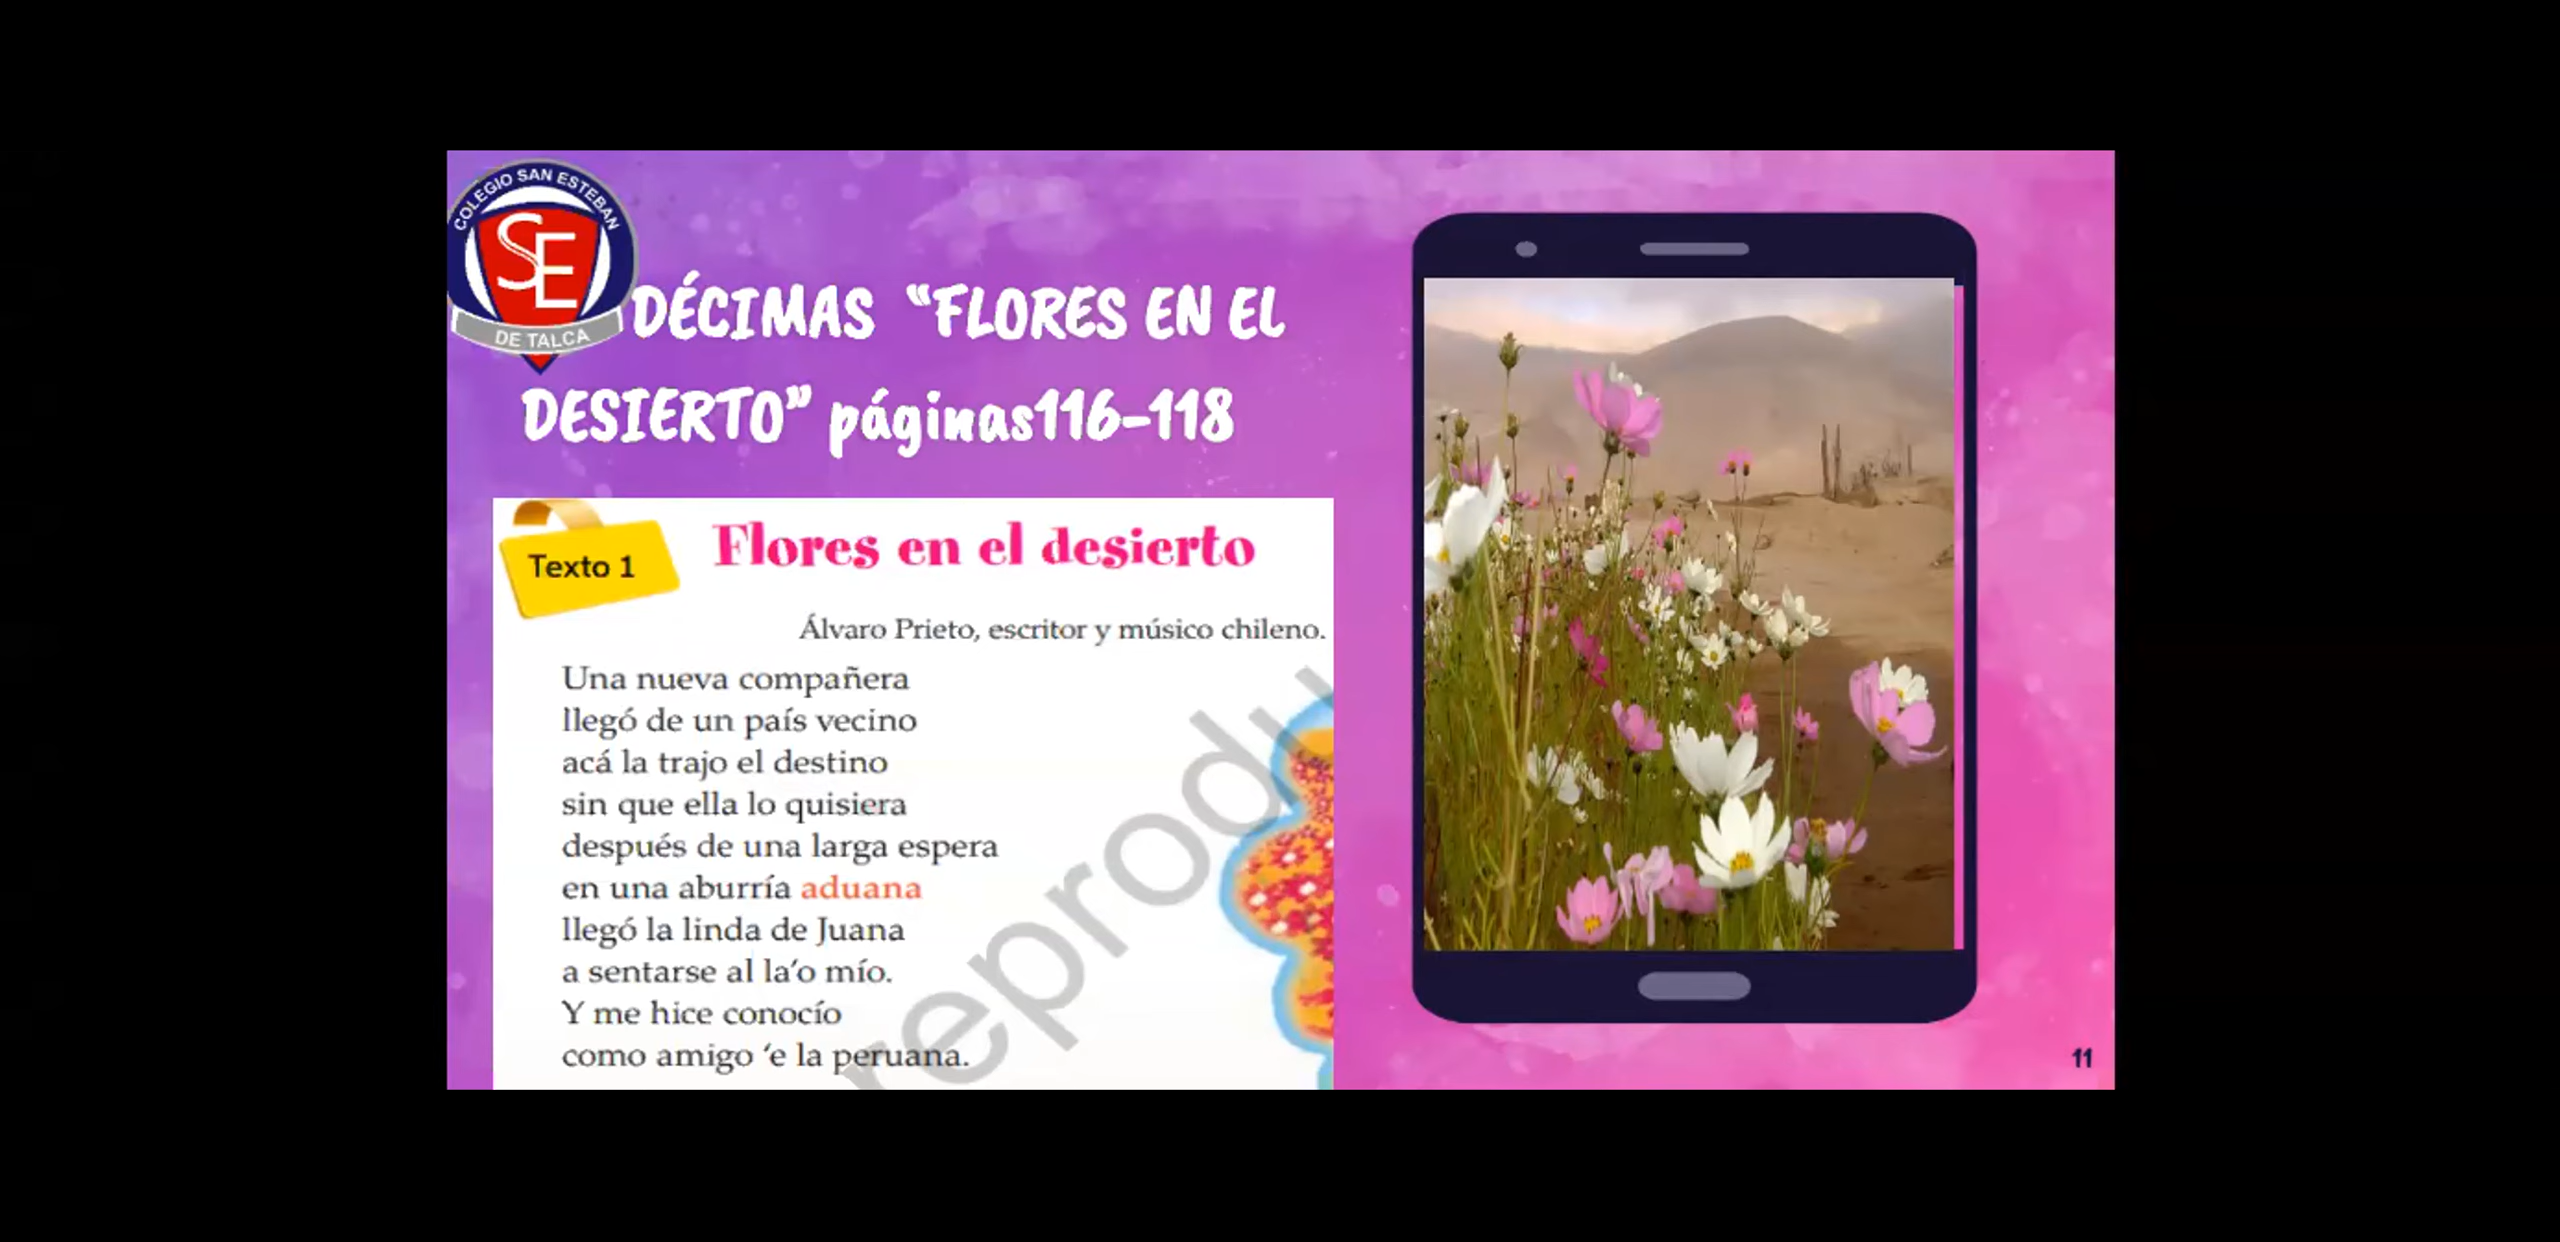 COLEGIO SAN ESTEBAN
SE
DE TALCA
DÉCIMAS “FLORES EN EL
DESIERTO” páginas116-118
Texto 1
Flores en el desierto
Álvaro Prieto, escritor y músico chileno.
Una nueva compañera
llegó de un país vecino
acá la trajo el destino
sin que ella lo quisiera
después de una larga espera
en una aburría aduana
llegó la linda de Juana
a sentarse al la’o mío.
Y me hice conocío
como amigo ‘e la peruana.
reprodu
11